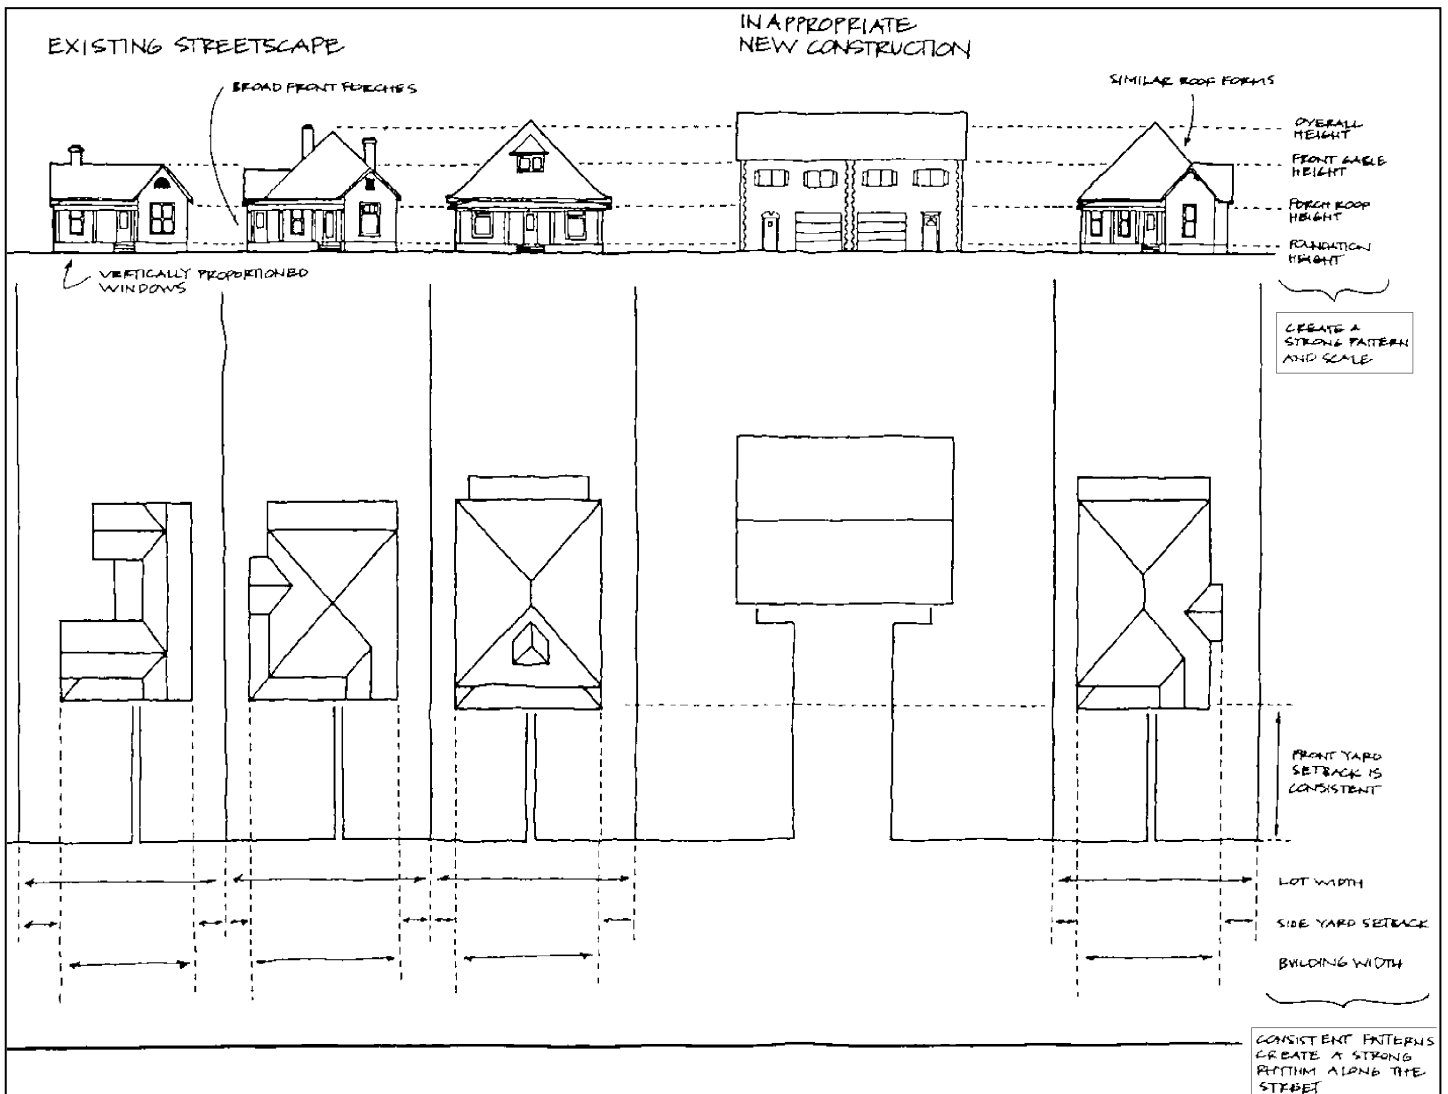 EXISTING STREETSCAPE
INAPPROPRIATE
NEW CONSTRUCTION
BROAD FRONT PORCHES
SIMILAR ROOF FORMS
OVERALL
HEIGHT
FRONT GABLE
HEIGHT
PORCH ROOF
HEIGHT
FOUNDATION
HEIGHT
VERTICALLY PROPORTIONED
WINDOWS
CREATE A
STRONG PATTERN
AND SCALE
FRONT YARD
SETBACK IS
CONSISTENT
LOT WIDTH
SIDE YARD SETBACK
BUILDING WIDTH
CONSISTENT PATTERNS
CREATE A STRONG
RHYTHM ALONG THE
STREET